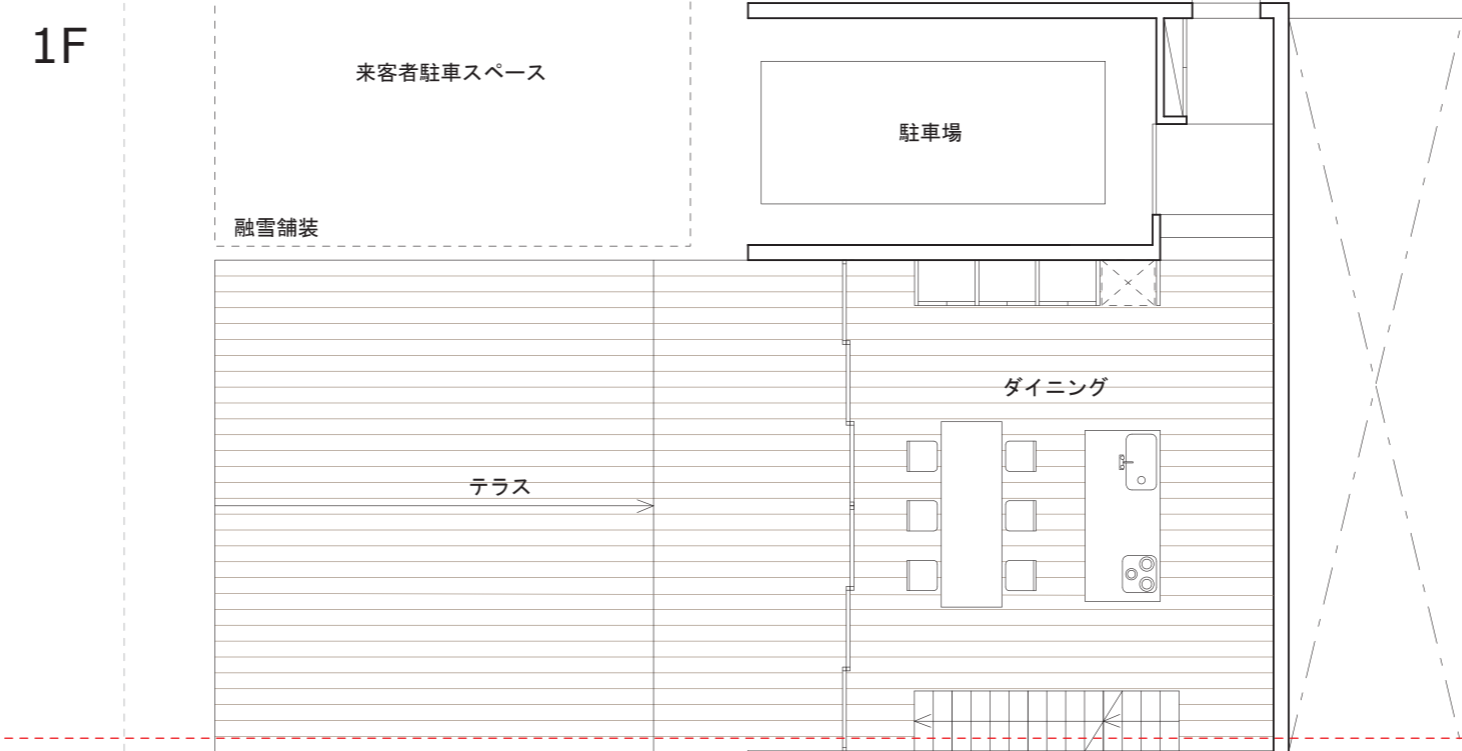 1F
来客者駐車スペース
駐車場
融雪舗装
ダイニング
テラス